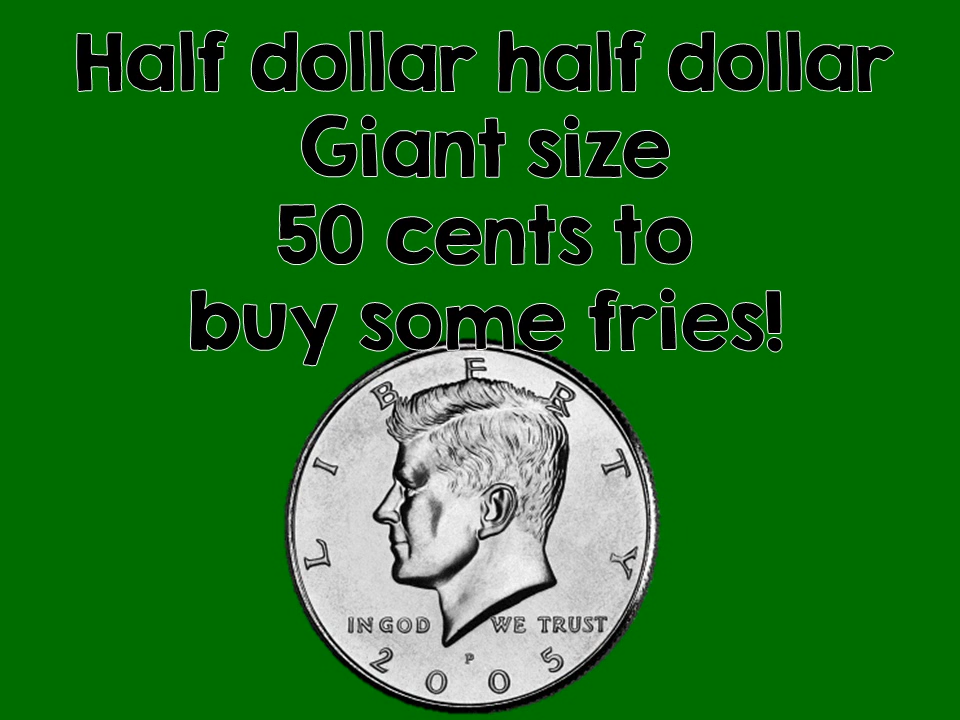 Half dollar half dollar
Giant size
50 cents to
buy some fries!
LIBERTY
IN GOD WE TRUST
P
2005